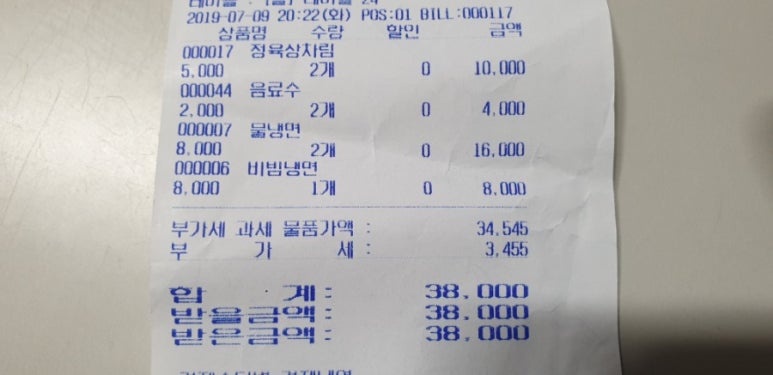 2019-07-09 20:22(화) POS:01 BILL:000117
상품명 수량 할인 금액
000017 정육상차림
5,000 2개 0 10,000
000044 음료수
2,000 2개 0 4,000
000007 물냉면
8,000 2개 0 16,000
000006 비빔냉면
8,000 1개 0 8,000
부가세 과세 물품가액 : 34,545
부 가 세 : 3,455
합 계 : 38,000
받을금액 : 38,000
받은금액 : 38,000